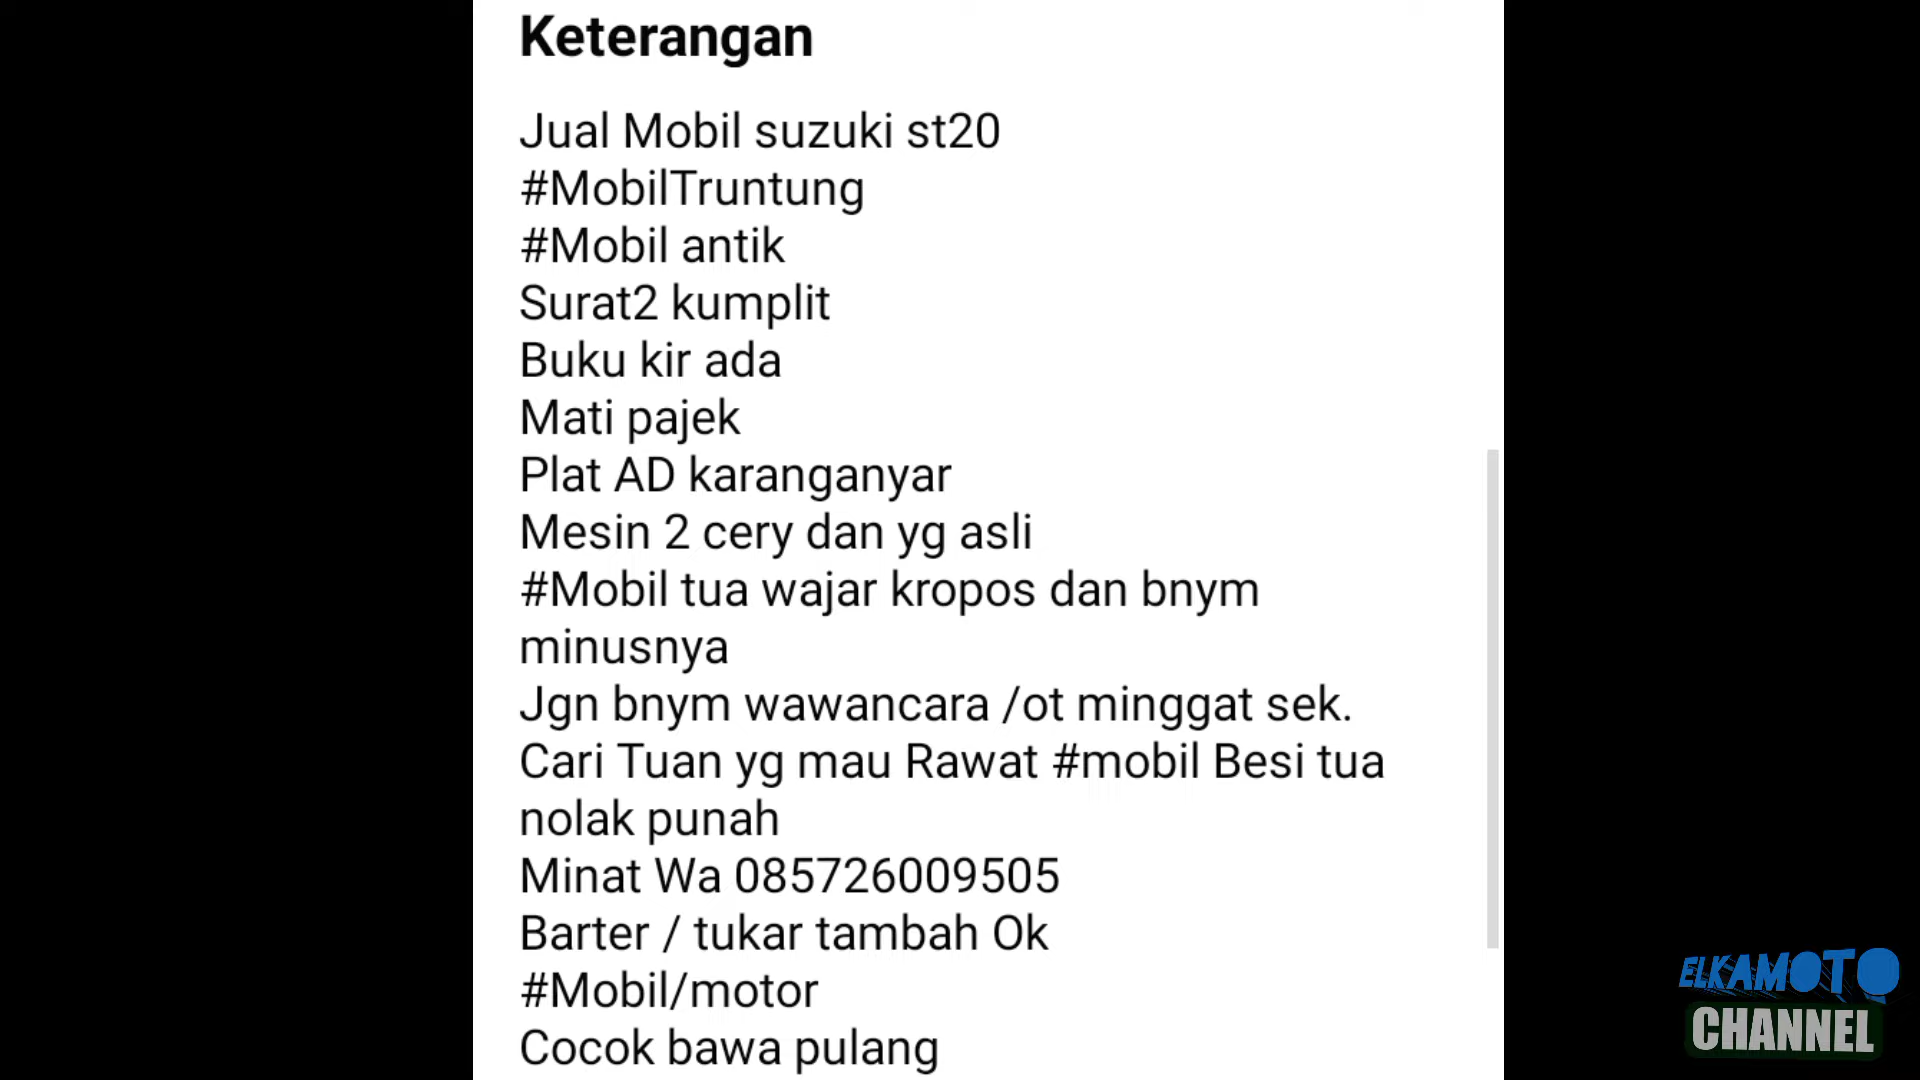 Keterangan
Jual Mobil suzuki st20
#MobilTruntung
#Mobil antik
Surat2 kumplit
Buku kir ada
Mati pajek
Plat AD karanganyar
Mesin 2 cery dan yg asli
#Mobil tua wajar kropos dan bnym
minusnya
Jgn bnym wawancara /ot minggat sek.
Cari Tuan yg mau Rawat #mobil Besi tua
nolak punah
Minat Wa 085726009505
Barter / tukar tambah Ok
#Mobil/motor
Cocok bawa pulang
ELKAMOTO
CHANNEL